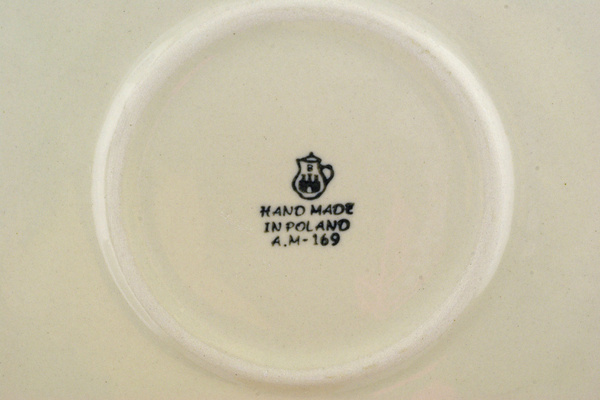 B
HAND MADE
IN POLAND
A.M-169